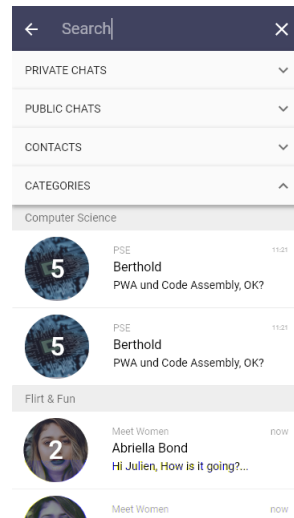 Search
PRIVATE CHATS
PUBLIC CHATS
CONTACTS
CATEGORIES
Computer Science
PSE 11:21
5 Berthold
PWA und Code Assembly, OK?
PSE 11:21
5 Berthold
PWA und Code Assembly, OK?
Flirt & Fun
Meet Women now
2 Abriella Bond
Hi Julien, How is it going?...
Meet Women now